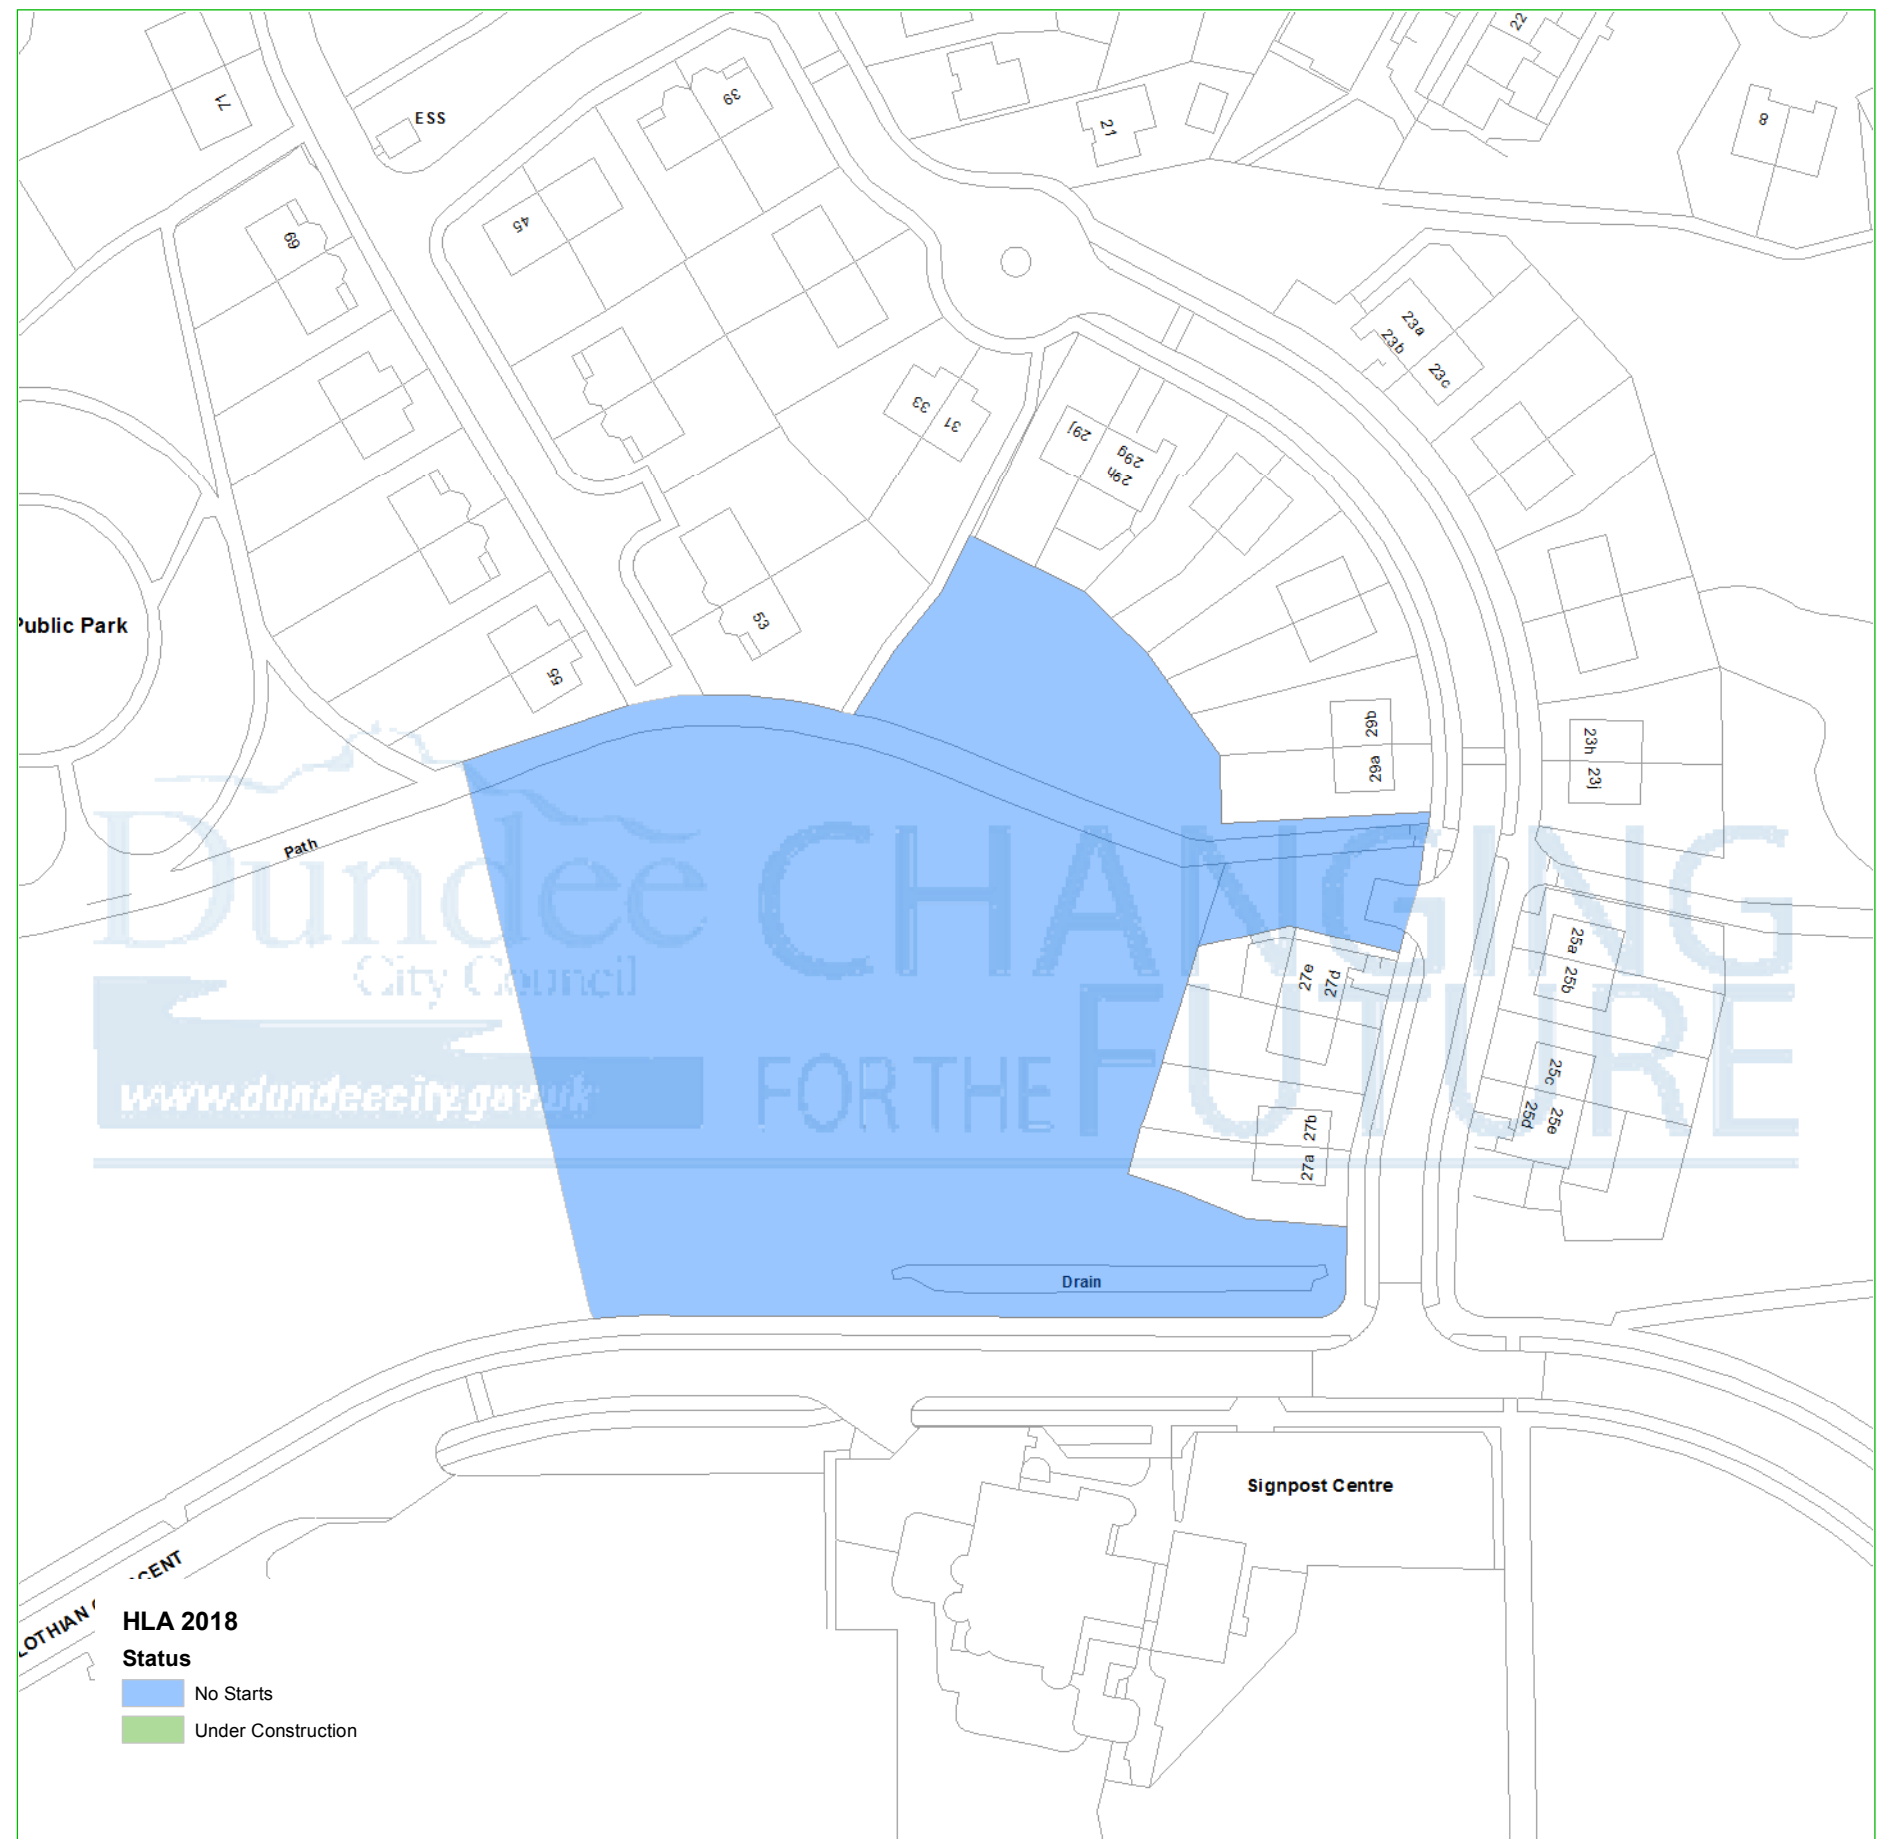 22
71
ESS
39
21
8
45
69
23a
23b
23c
33
31
29j
29g
29h
Public Park
53
55
29b
29a
23h
23j
Path
Dundee
City Council
www.dundeecity.gov.uk
CHANGING
FOR THE FUTURE
25a
25b
27e
27d
25c
25d
25e
27b
27a
Drain
Signpost Centre
LOTHIAN
HLA 2018
Status
No Starts
Under Construction